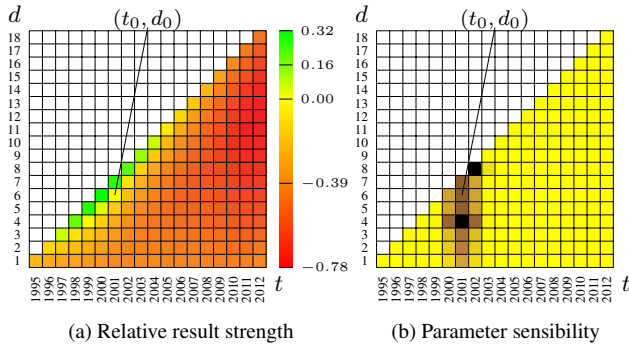 d (t₀, d₀) d (t₀, d₀)
18 0.32 18
17 17
16 0.16 16
15 15
14 0.00 14
13 13
12 12
11 11
10 10
9 9
8 8
7 −0.39 7
6 6
5 5
4 4
3 3
2 2
1 −0.78 1
1995 1996 1997 1998 1999 2000 2001 2002 2003 2004 2005 2006 2007 2008 2009 2010 2011 2012 t 1995 1996 1997 1998 1999 2000 2001 2002 2003 2004 2005 2006 2007 2008 2009 2010 2011 2012 t
(a) Relative result strength (b) Parameter sensibility